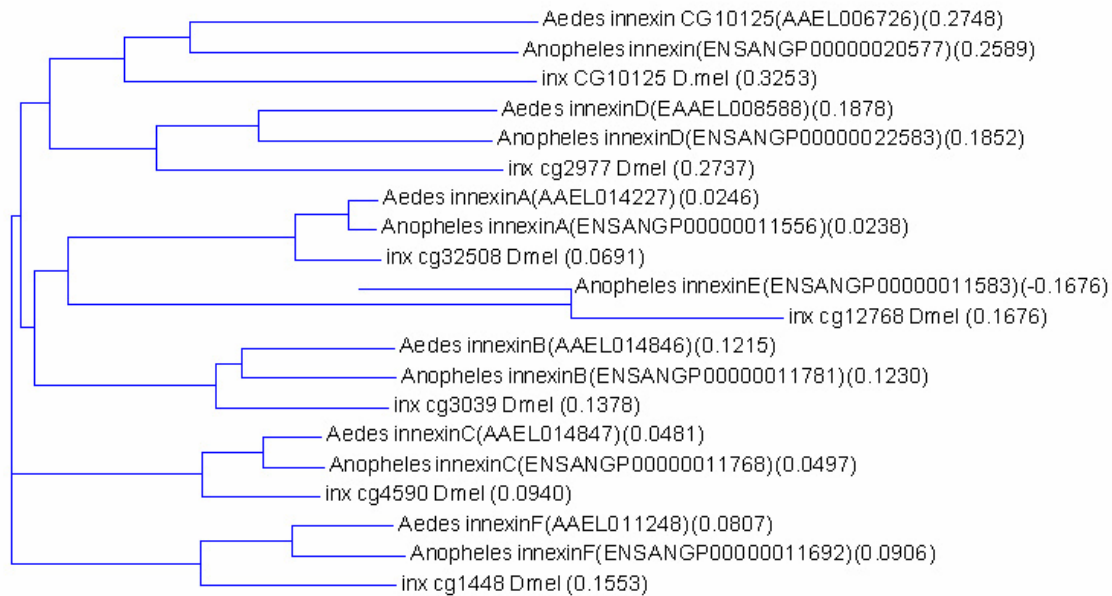 Aedes innexin CG10125(AAEL006726)(0.2748)
Anopheles innexin(ENSANGP00000020577)(0.2589)
inx CG10125 D.mel (0.3253)
Aedes innexinD(EAAEL008588)(0.1878)
Anopheles innexinD(ENSANGP00000022583)(0.1852)
inx cg2977 Dmel (0.2737)
Aedes innexinA(AAEL014227)(0.0246)
Anopheles innexinA(ENSANGP00000011556)(0.0238)
inx cg32508 Dmel (0.0691)
Anopheles innexinE(ENSANGP00000011583)(-0.1676)
inx cg12768 Dmel (0.1676)
Aedes innexinB(AAEL014846)(0.1215)
Anopheles innexinB(ENSANGP00000011781)(0.1230)
inx cg3039 Dmel (0.1378)
Aedes innexinC(AAEL014847)(0.0481)
Anopheles innexinC(ENSANGP00000011768)(0.0497)
inx cg4590 Dmel (0.0940)
Aedes innexinF(AAEL011248)(0.0807)
Anopheles innexinF(ENSANGP00000011692)(0.0906)
inx cg1448 Dmel (0.1553)